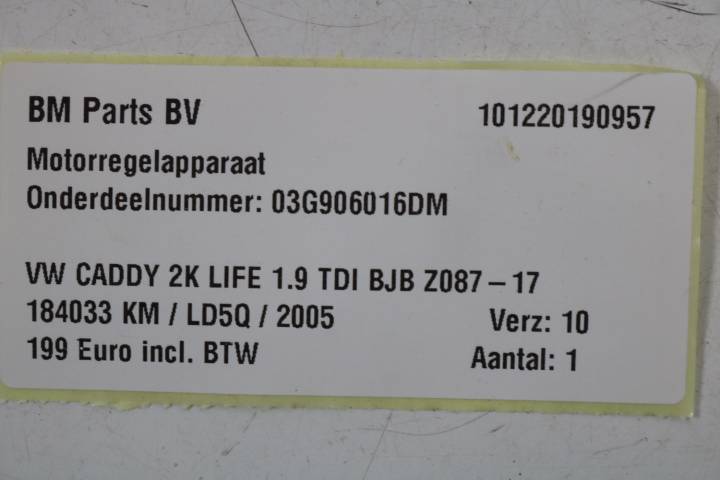 BM Parts BV 101220190957
Motorregelapparaat
Onderdeelnummer: 03G906016DM
VW CADDY 2K LIFE 1.9 TDI BJB Z087 – 17
184033 KM / LD5Q / 2005 Verz: 10
199 Euro incl. BTW Aantal: 1